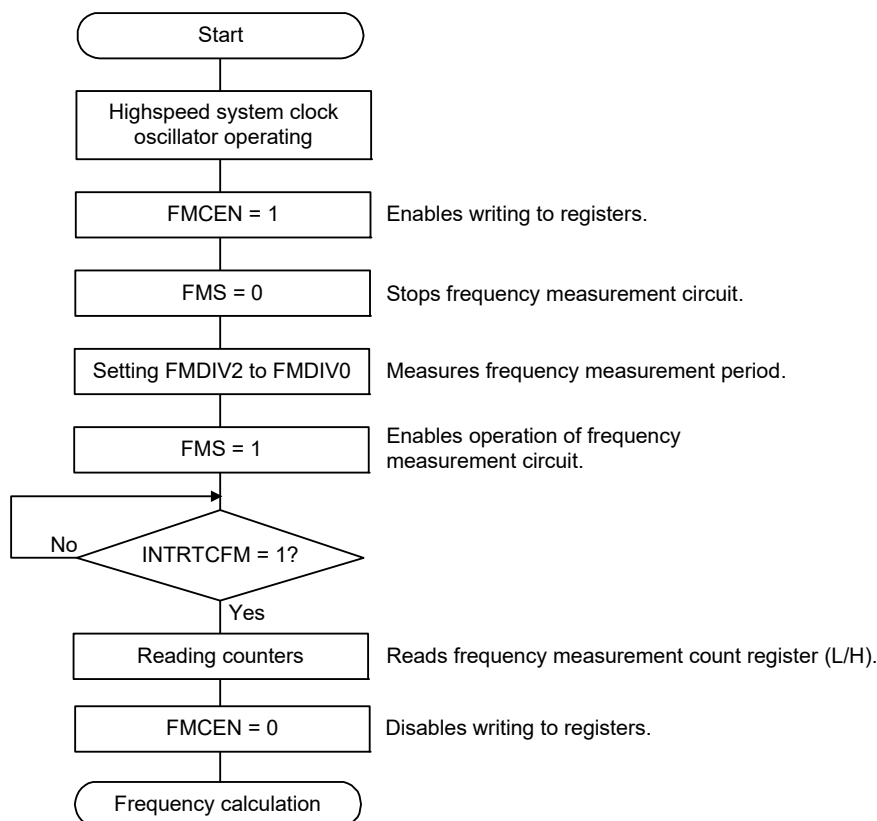 Start
Highspeed system clock
oscillator operating
FMCEN = 1
Enables writing to registers.
FMS = 0
Stops frequency measurement circuit.
Setting FMDIV2 to FMDIV0
Measures frequency measurement period.
FMS = 1
Enables operation of frequency
measurement circuit.
No
INTRTCFM = 1?
Yes
Reading counters
Reads frequency measurement count register (L/H).
FMCEN = 0
Disables writing to registers.
Frequency calculation